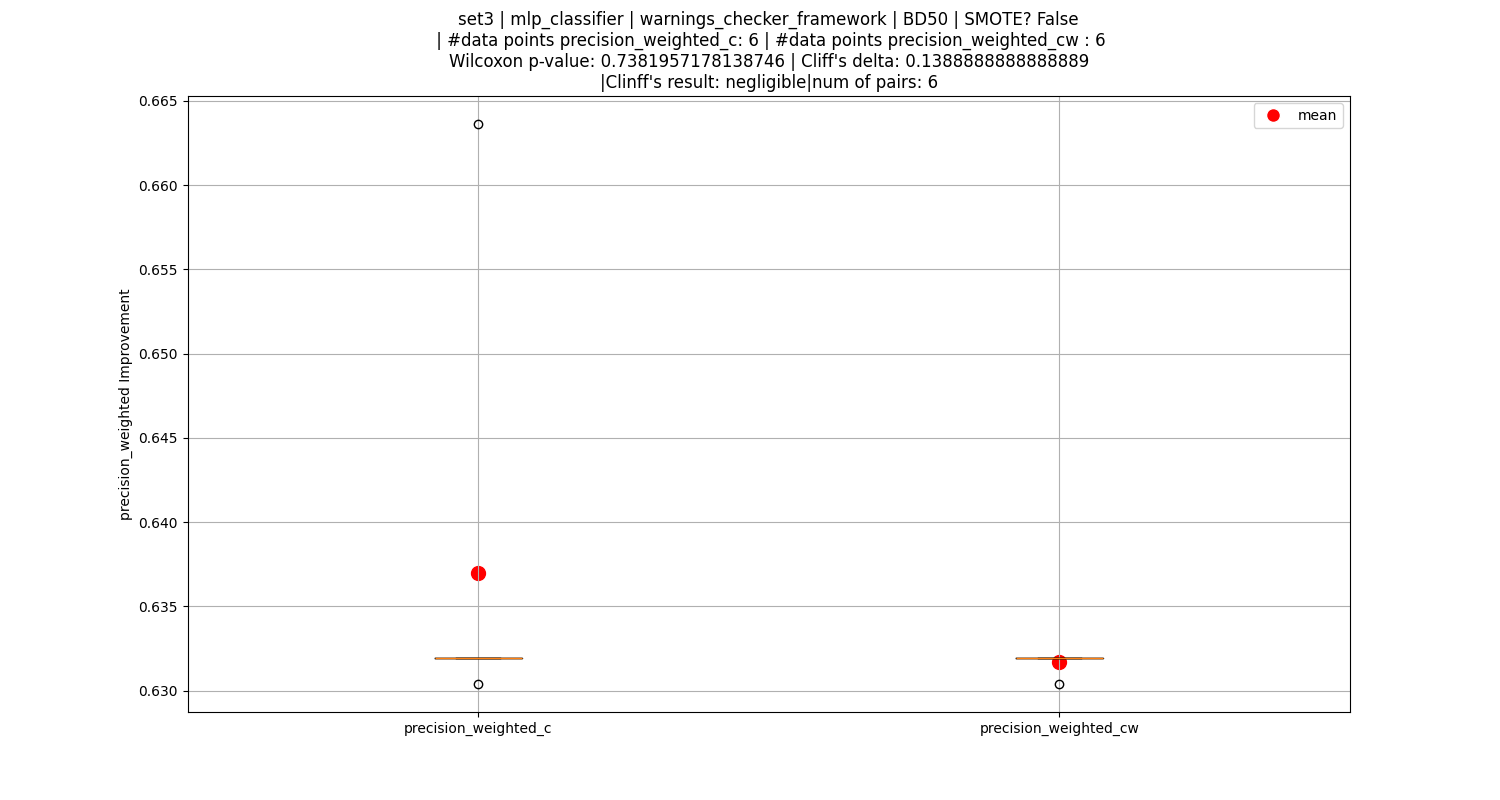 set3 | mlp_classifier | warnings_checker_framework | BD50 | SMOTE? False
| #data points precision_weighted_c: 6 | #data points precision_weighted_cw : 6
Wilcoxon p-value: 0.7381957178138746 | Cliff's delta: 0.1388888888888889
|Clinff's result: negligible|num of pairs: 6
mean
0.665
0.660
0.655
0.650
0.645
0.640
0.635
0.630
precision_weighted Improvement
precision_weighted_c
precision_weighted_cw